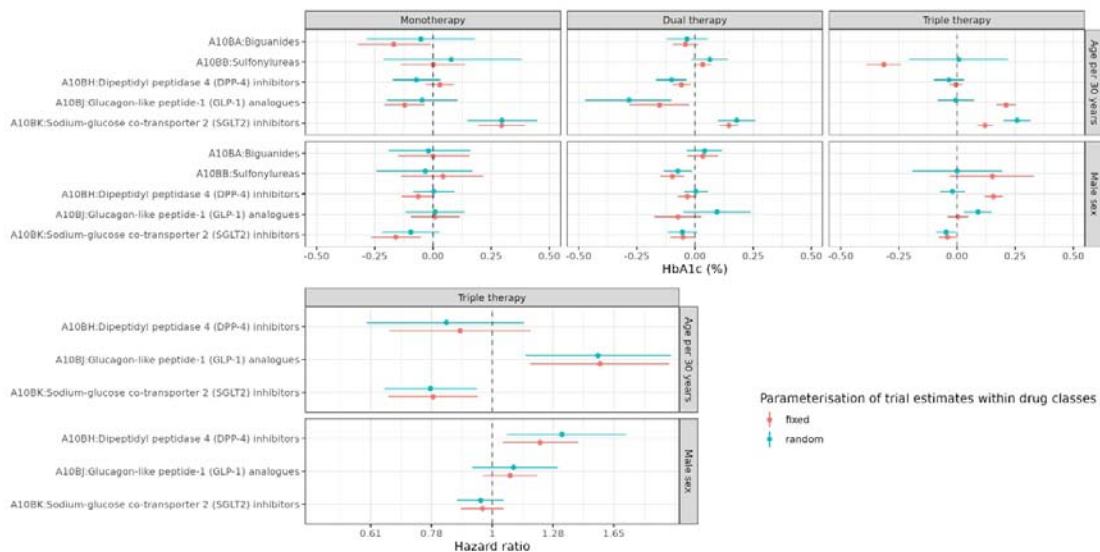 Monotherapy
Dual therapy
Triple therapy
A10BA:Biguanides
A10BB:Sulfonylureas
A10BH:Dipeptidyl peptidase 4 (DPP-4) inhibitors
A10BJ:Glucagon-like peptide-1 (GLP-1) analogues
A10BK:Sodium-glucose co-transporter 2 (SGLT2) inhibitors
Age per 30 years
A10BA:Biguanides
A10BB:Sulfonylureas
A10BH:Dipeptidyl peptidase 4 (DPP-4) inhibitors
A10BJ:Glucagon-like peptide-1 (GLP-1) analogues
A10BK:Sodium-glucose co-transporter 2 (SGLT2) inhibitors
Male sex
-0.50 -0.25 0.00 0.25 0.50 -0.50 -0.25 0.00 0.25 0.50 -0.50 -0.25 0.00 0.25 0.50
HbA1c (%)
Triple therapy
A10BH:Dipeptidyl peptidase 4 (DPP-4) inhibitors
A10BJ:Glucagon-like peptide-1 (GLP-1) analogues
A10BK:Sodium-glucose co-transporter 2 (SGLT2) inhibitors
Age per 30 years
A10BH:Dipeptidyl peptidase 4 (DPP-4) inhibitors
A10BJ:Glucagon-like peptide-1 (GLP-1) analogues
A10BK:Sodium-glucose co-transporter 2 (SGLT2) inhibitors
Male sex
0.61 0.78 1 1.28 1.65
Hazard ratio
Parameterisation of trial estimates within drug classes
fixed
random